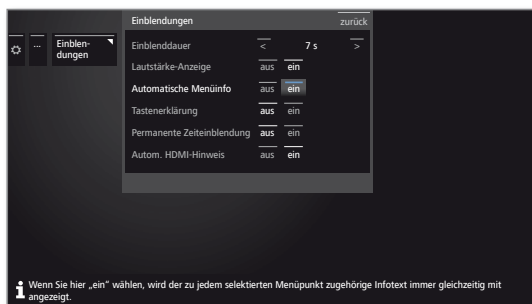 Einblendungen
zurück
...
Einblen-
dungen
Einblenddauer < 7 s >
Lautstärke-Anzeige aus ein
Automatische Menüinfo aus ein
Tastenerklärung aus ein
Permanente Zeiteinblendung aus ein
Autom. HDMI-Hinweis aus ein
Wenn Sie hier „ein” wählen, wird der zu jedem selektierten Menüpunkt zugehörige Infotext immer gleichzeitig mit
angezeigt.